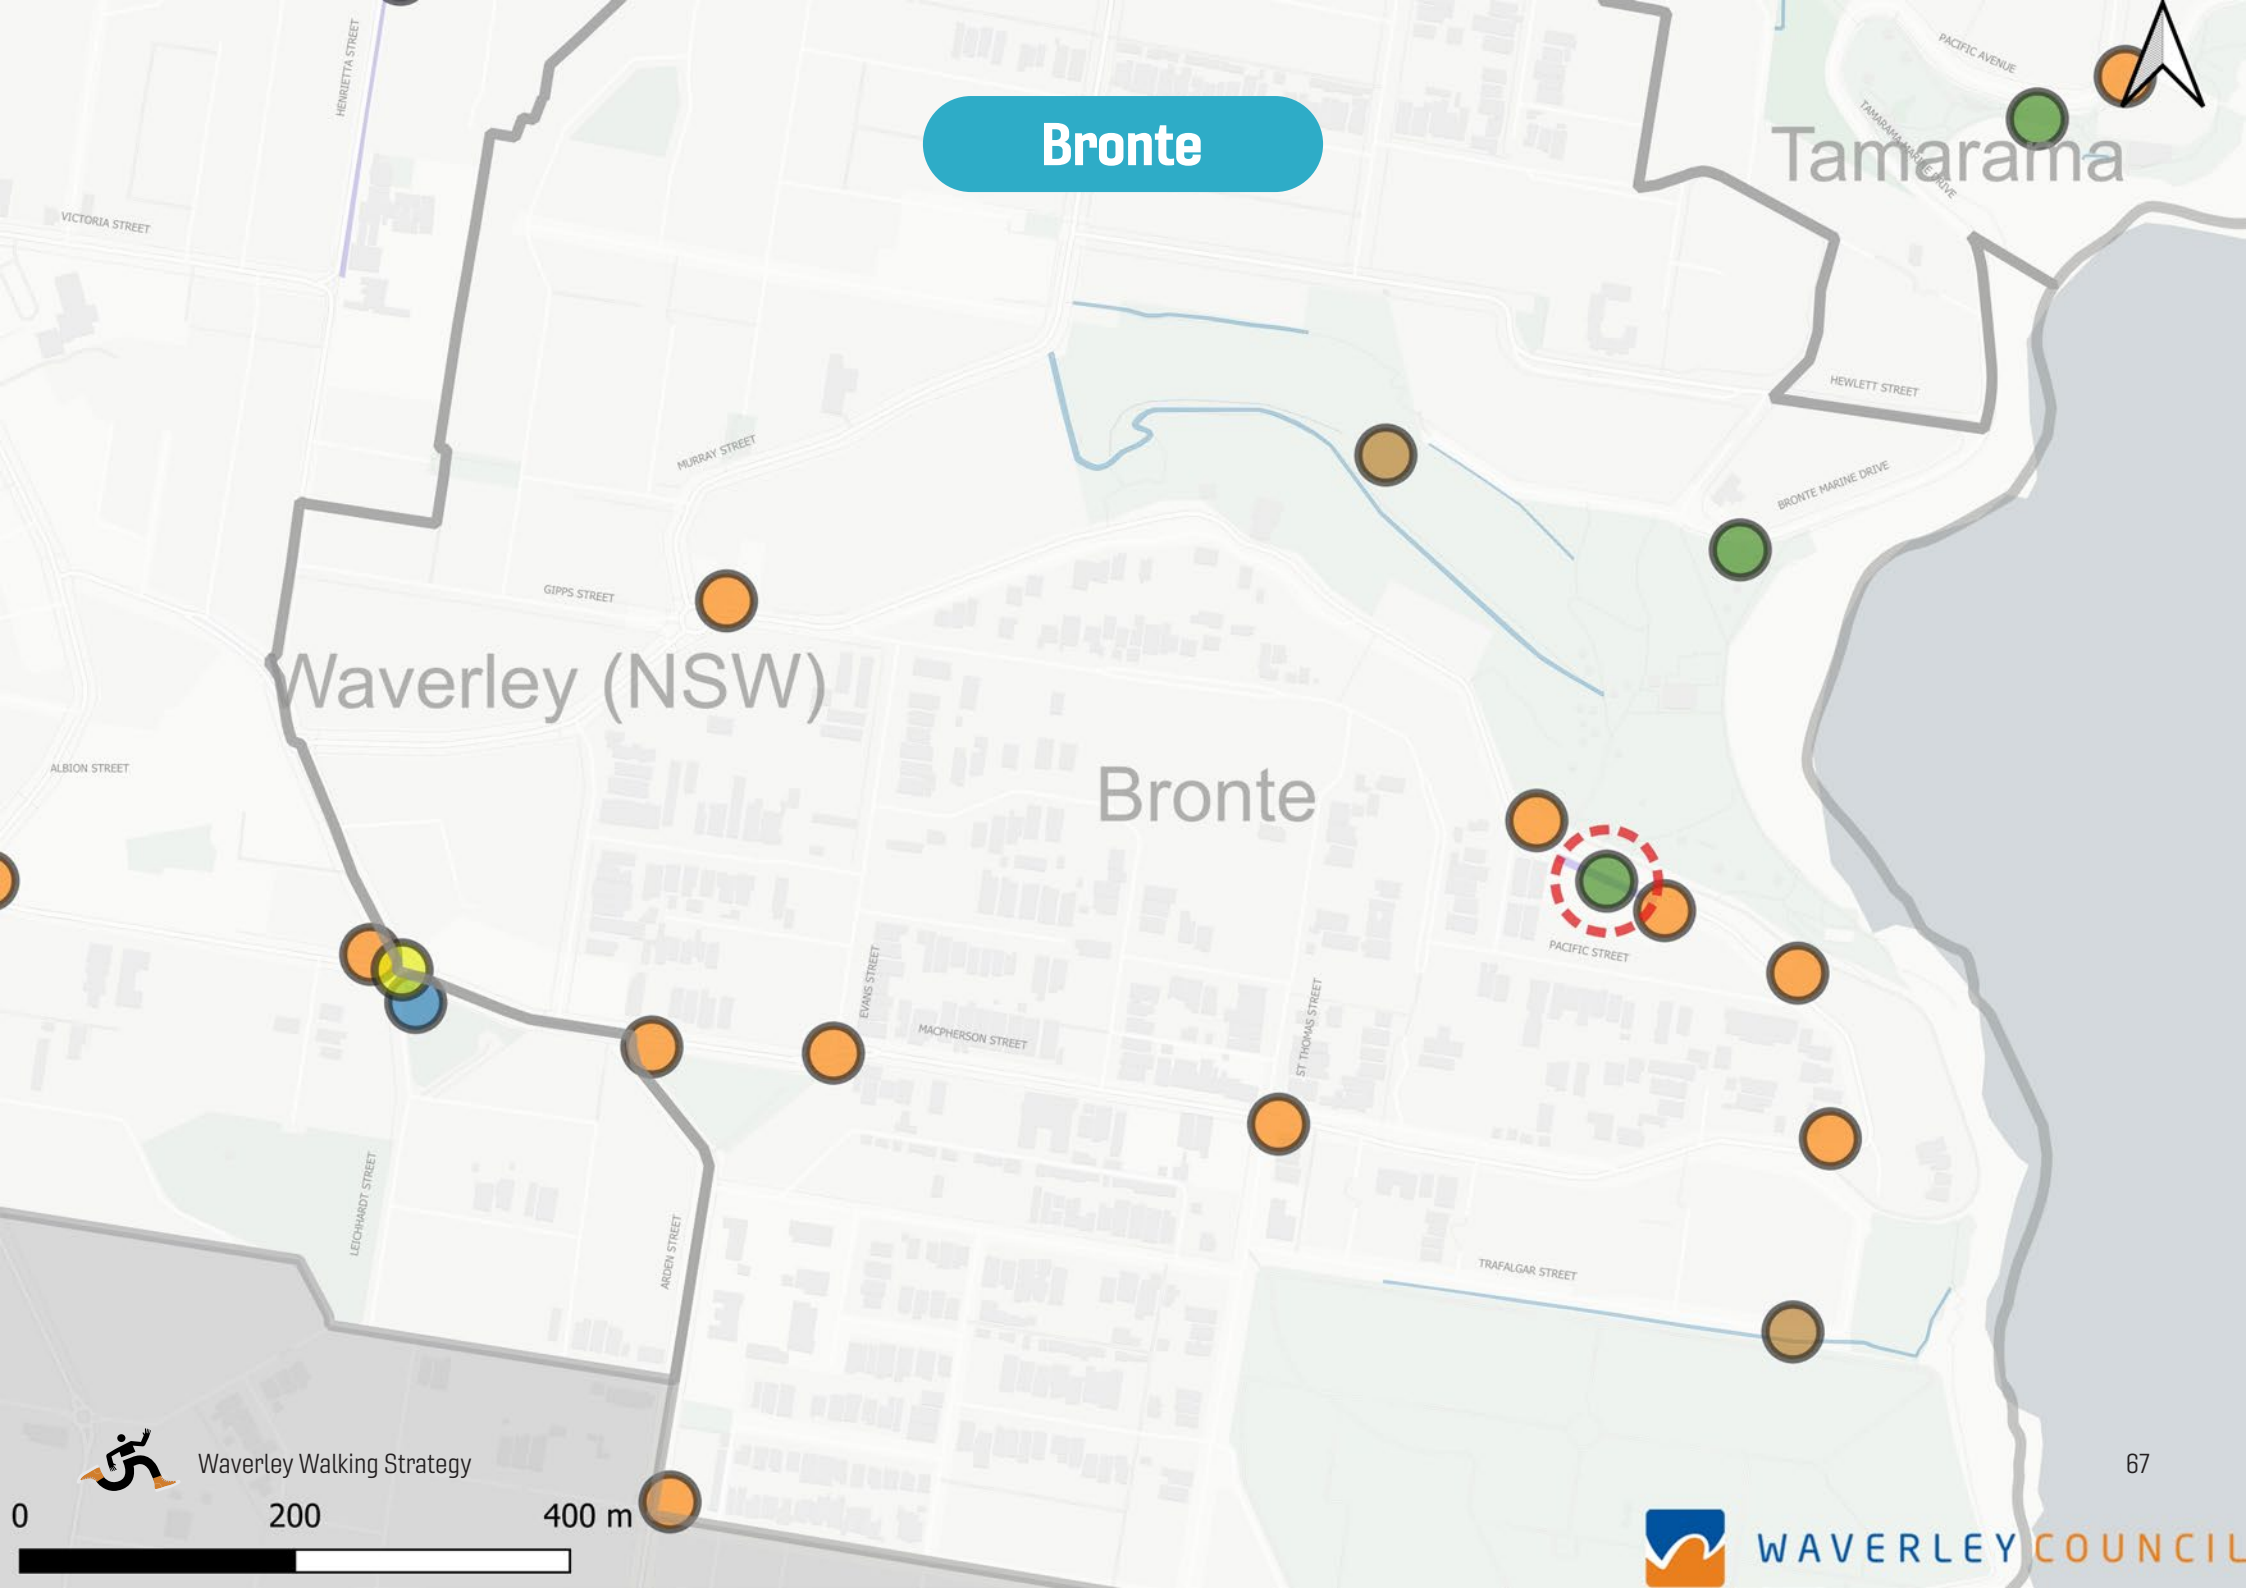 HENRIETTA STREET
PACIFIC AVENUE
TAMARAMA MARINE DRIVE
Bronte
Tamarama
VICTORIA STREET
HEWLETT STREET
MURRAY STREET
BRONTE MARINE DRIVE
GIPPS STREET
Waverley (NSW)
ALBION STREET
Bronte
PACIFIC STREET
EVANS STREET
MACPHERSON STREET
ST THOMAS STREET
LEICHHARDT STREET
ARDEN STREET
TRAFALGAR STREET
Waverley Walking Strategy
67
0 200 400 m
WAVERLEY COUNCIL